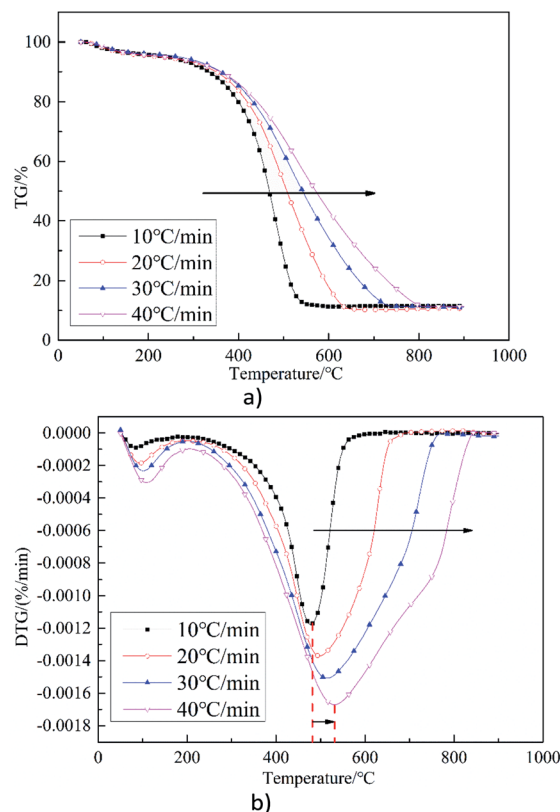 100
80
60
40
20
0
TG/%
10°C/min
20°C/min
30°C/min
40°C/min
0 200 400 600 800 1000
Temperature/°C
a)
0.0000
-0.0002
-0.0004
-0.0006
-0.0008
-0.0010
-0.0012
-0.0014
-0.0016
-0.0018
DTG/(%/min)
10°C/min
20°C/min
30°C/min
40°C/min
0 200 400 600 800 1000
Temperature/°C
b)